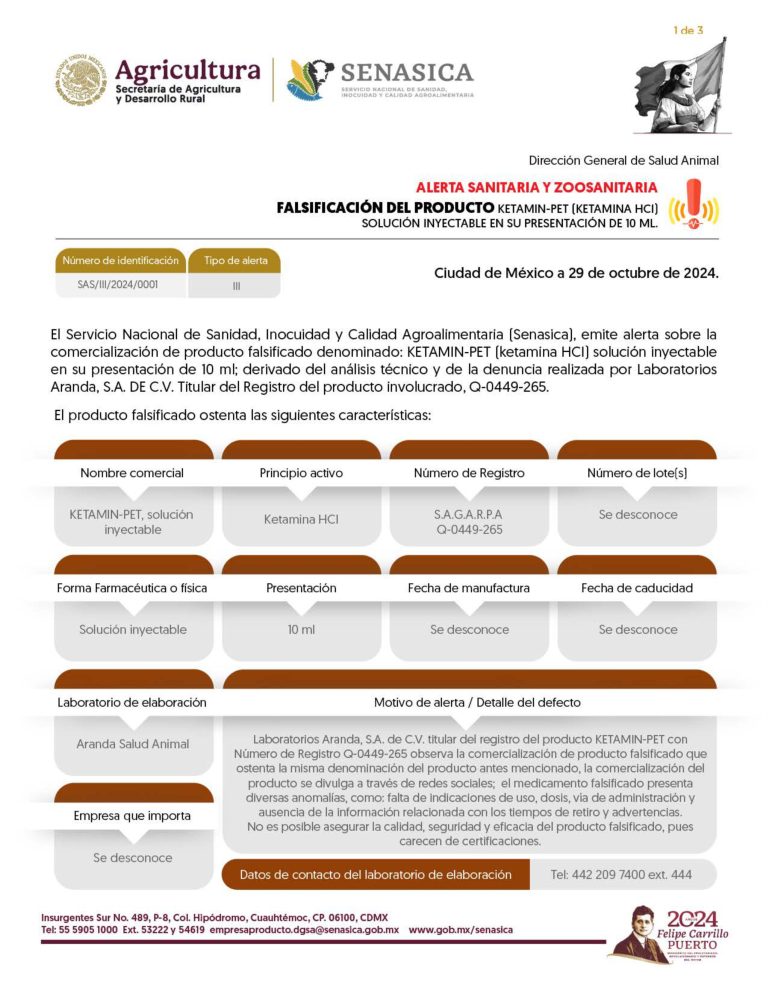 1 de 3
Agricultura
Secretaría de Agricultura
y Desarrollo Rural
SENASICA
SERVICIO NACIONAL DE SANIDAD,
INOCUIDAD Y CALIDAD AGROALIMENTARIA
Dirección General de Salud Animal
ALERTA SANITARIA Y ZOOSANITARIA
FALSIFICACIÓN DEL PRODUCTO KETAMIN-PET (KETAMINA HCl)
SOLUCIÓN INYECTABLE EN SU PRESENTACIÓN DE 10 ML.
Número de identificación
Tipo de alerta
SAS/III/2024/0001
III
Ciudad de México a 29 de octubre de 2024.
El Servicio Nacional de Sanidad, Inocuidad y Calidad Agroalimentaria (Senasica), emite alerta sobre la
comercialización de producto falsificado denominado: KETAMIN-PET (ketamina HCl) solución inyectable
en su presentación de 10 ml; derivado del análisis técnico y de la denuncia realizada por Laboratorios
Aranda, S.A. DE C.V. Titular del Registro del producto involucrado, Q-0449-265.
El producto falsificado ostenta las siguientes características:
Nombre comercial
Principio activo
Número de Registro
Número de lote(s)
KETAMIN-PET, solución
inyectable
Ketamina HCl
S.A.G.A.R.P.A
Q-0449-265
Se desconoce
Forma Farmacéutica o física
Presentación
Fecha de manufactura
Fecha de caducidad
Solución inyectable
10 ml
Se desconoce
Se desconoce
Laboratorio de elaboración
Motivo de alerta / Detalle del defecto
Aranda Salud Animal
Laboratorios Aranda, S.A. de C.V. titular del registro del producto KETAMIN-PET con
Número de Registro Q-0449-265 observa la comercialización de producto falsificado que
ostenta la misma denominación del producto antes mencionado, la comercialización del
producto se divulga a través de redes sociales; el medicamento falsificado presenta
diversas anomalías, como: falta de indicaciones de uso, dosis, vía de administración y
ausencia de la información relacionada con los tiempos de retiro y advertencias.
No es posible asegurar la calidad, seguridad y eficacia del producto falsificado, pues
carecen de certificaciones.
Empresa que importa
Se desconoce
Datos de contacto del laboratorio de elaboración
Tel: 442 209 7400 ext. 444
Insurgentes Sur No. 489, P-8, Col. Hipódromo, Cuauhtémoc, CP. 06100, CDMX
Tel: 55 5905 1000 Ext. 53222 y 54619 empresaproducto.dgsa@senasica.gob.mx www.gob.mx/senasica
2024
Felipe Carrillo
PUERTO